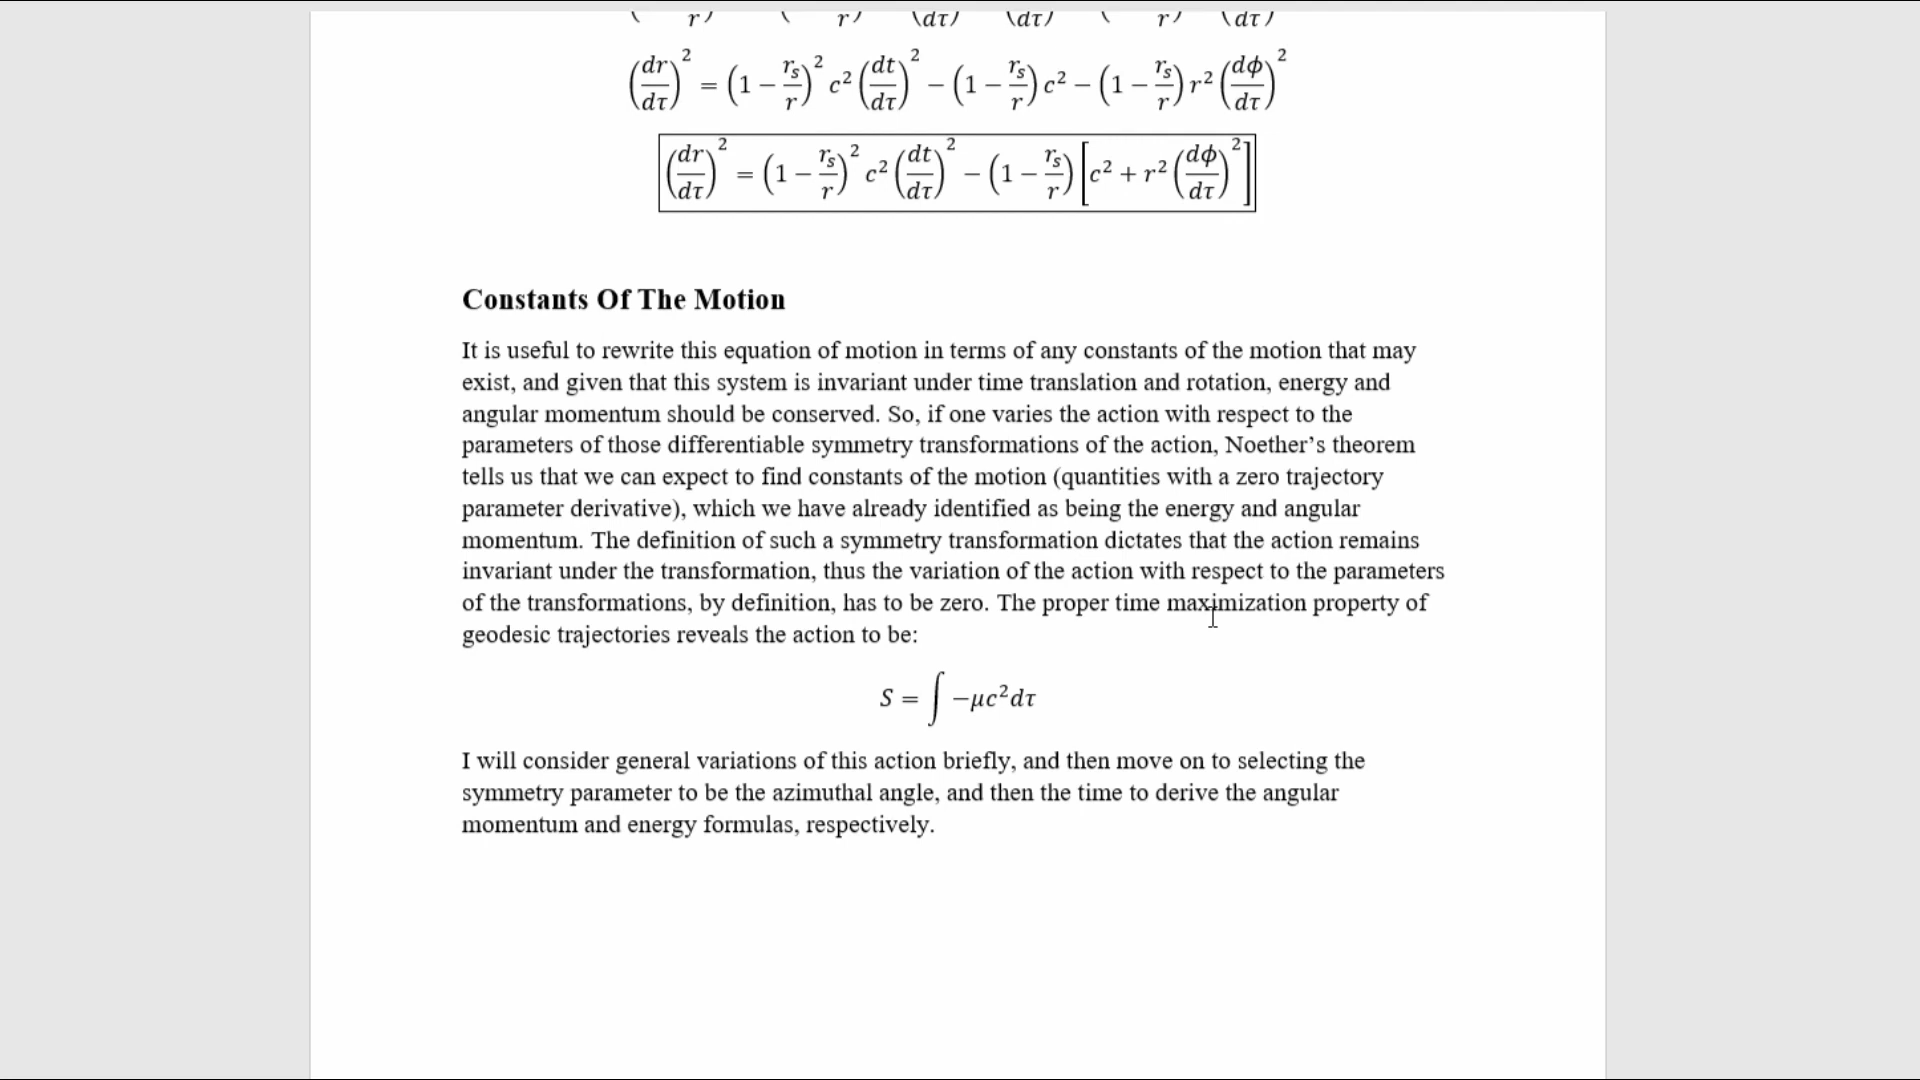 (dr/dτ)² = (1 − rₛ/r)² c² (dt/dτ)² − (1 − rₛ/r) c² − (1 − rₛ/r) r² (dϕ/dτ)²
(dr/dτ)² = (1 − rₛ/r)² c² (dt/dτ)² − (1 − rₛ/r) [c² + r² (dϕ/dτ)²]
Constants Of The Motion
It is useful to rewrite this equation of motion in terms of any constants of the motion that may
exist, and given that this system is invariant under time translation and rotation, energy and
angular momentum should be conserved. So, if one varies the action with respect to the
parameters of those differentiable symmetry transformations of the action, Noether’s theorem
tells us that we can expect to find constants of the motion (quantities with a zero trajectory
parameter derivative), which we have already identified as being the energy and angular
momentum. The definition of such a symmetry transformation dictates that the action remains
invariant under the transformation, thus the variation of the action with respect to the parameters
of the transformations, by definition, has to be zero. The proper time maximization property of
geodesic trajectories reveals the action to be:
S = ∫ −μc²dτ
I will consider general variations of this action briefly, and then move on to selecting the
symmetry parameter to be the azimuthal angle, and then the time to derive the angular
momentum and energy formulas, respectively.